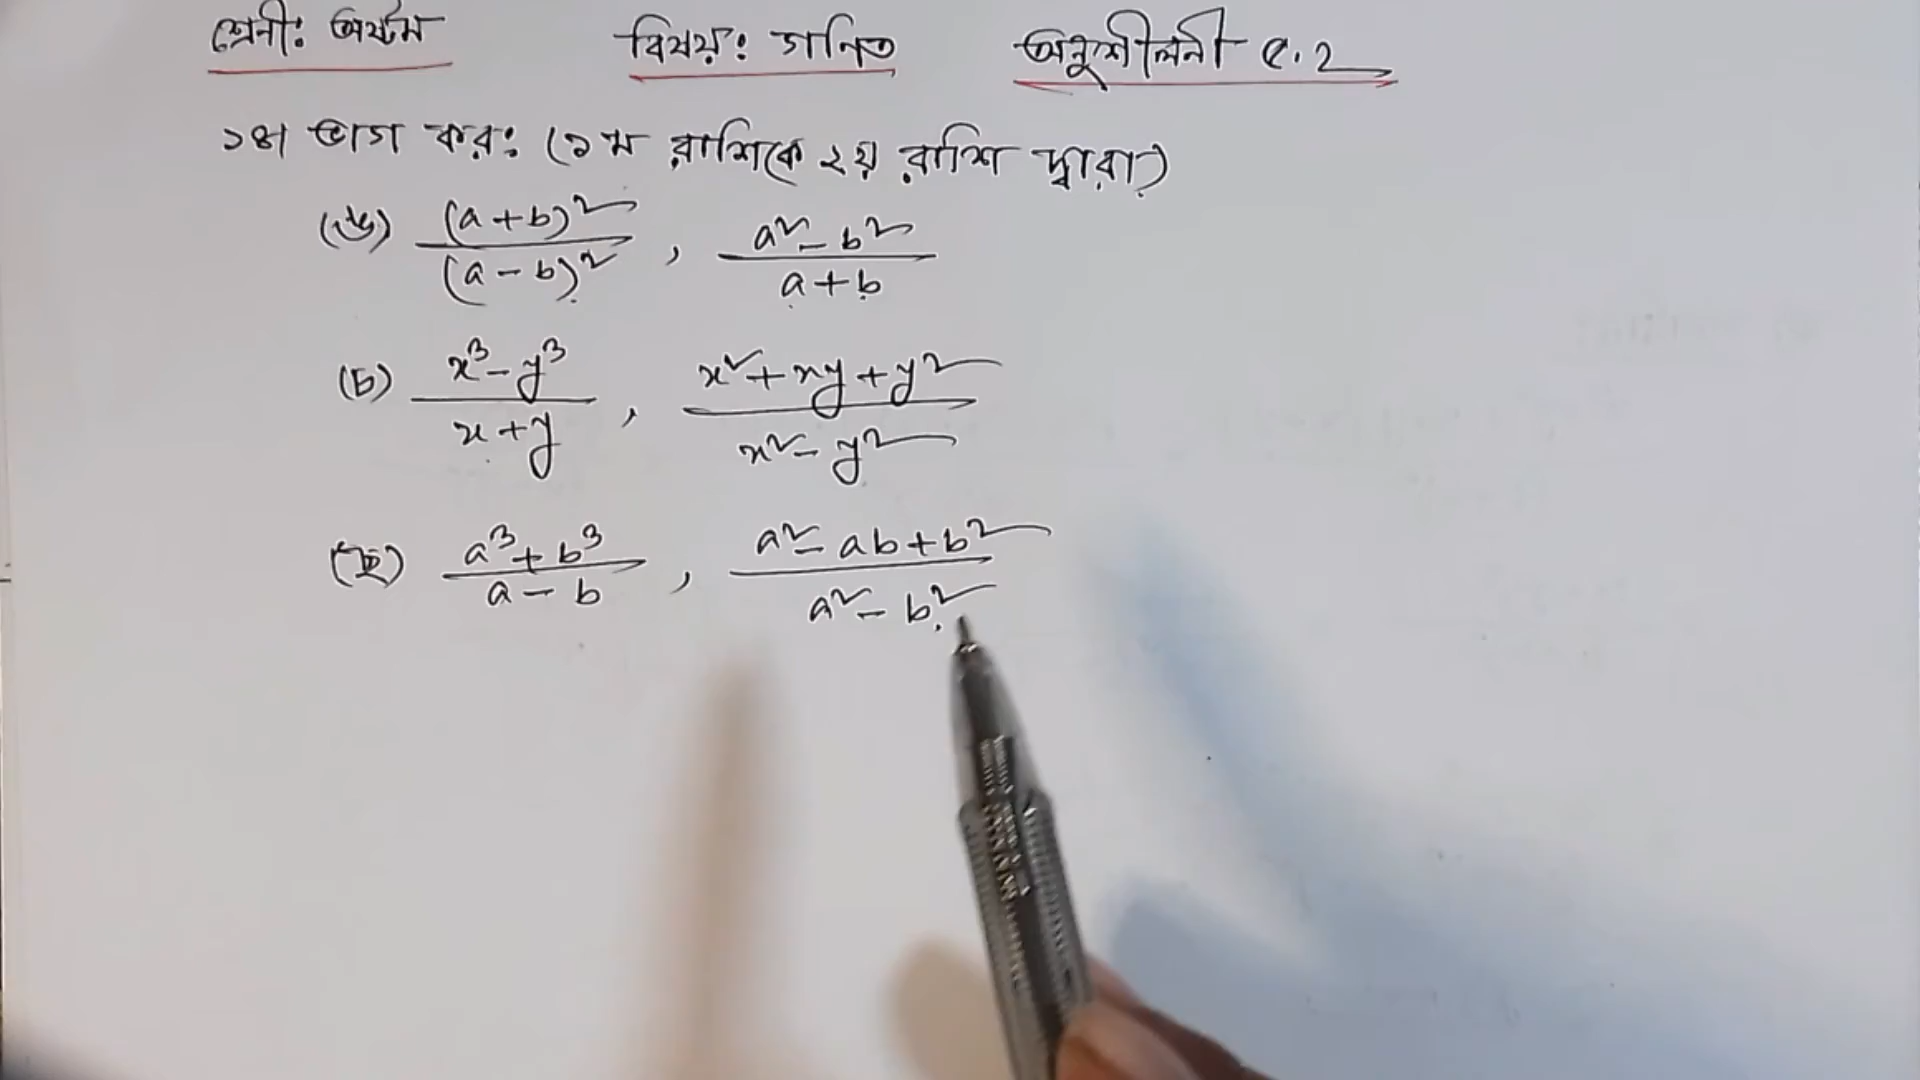 শ্রেনী: অষ্টম বিষয়: গনিত অনুশীলনী ৫.২
১৪। ভাগ কর: (১ম রাশিকে ২য় রাশি দ্বারা)
(ঙ) (a+b)²/(a-b)², a²-b²/a+b
(চ) x³-y³/x+y, x²+xy+y²/x²-y²
(ছ) a³+b³/a-b, a²-ab+b²/a²-b²